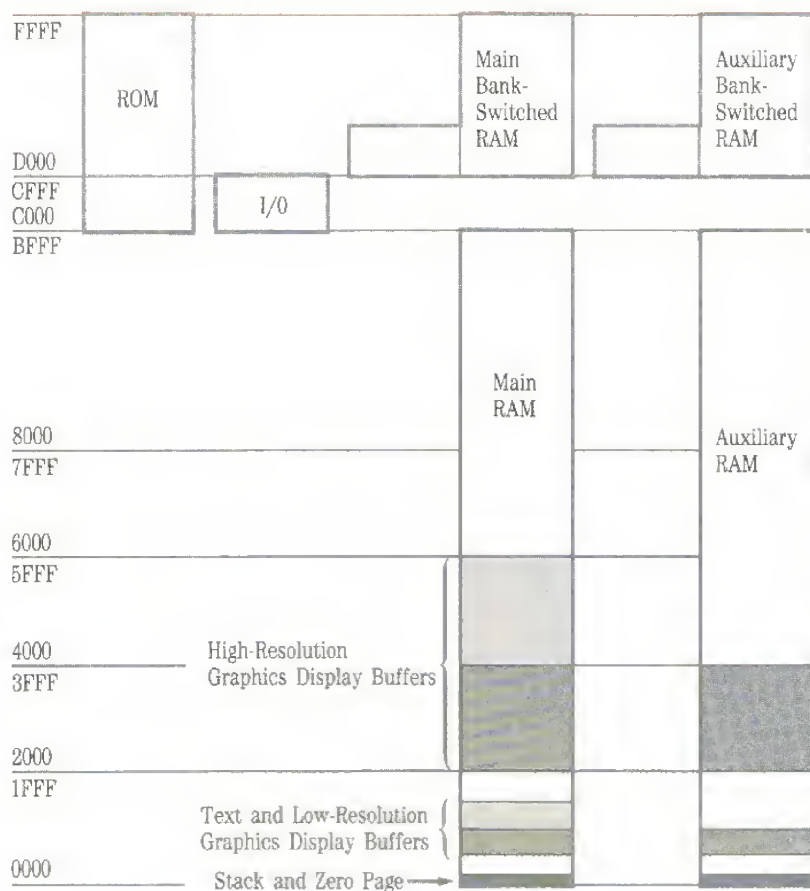 FFFF
ROM
Main
Bank-
Switched
RAM
Auxiliary
Bank-
Switched
RAM
D000
CFFF
C000
BFFF
I/0
Main
RAM
Auxiliary
RAM
8000
7FFF
6000
5FFF
High-Resolution
Graphics Display Buffers
4000
3FFF
2000
1FFF
Text and Low-Resolution
Graphics Display Buffers
0000
Stack and Zero Page